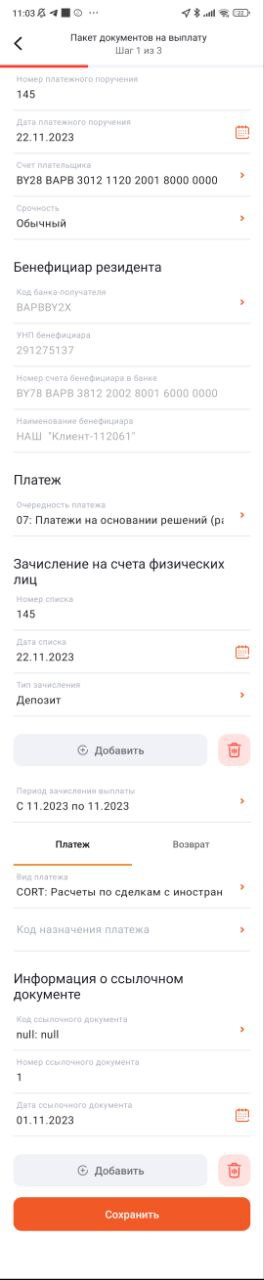 11:03
Пакет документов на выплату
Шаг 1 из 3
Номер платежного поручения
145
Дата платежного поручения
22.11.2023
Счет плательщика
BY28 BAPB 3012 1120 2001 8000 0000
Срочность
Обычный
Бенефициар резидента
Код банка-получателя
BAPBBY2X
УНП бенефициара
291275137
Номер счета бенефициара в банке
BY78 BAPB 3812 2002 8001 6000 0000
Наименование бенефициара
НАШ "Клиент-112061"
Платеж
Очередность платежа
07: Платежи на основании решений (ра
Зачисление на счета физических
лиц
Номер списка
145
Дата списка
22.11.2023
Тип зачисления
Депозит
Добавить
Период зачисления выплаты
С 11.2023 по 11.2023
Платеж
Возврат
Вид платежа
CORT: Расчеты по сделкам с иностран
Код назначения платежа
Информация о ссылочном
документе
Код ссылочного документа
null: null
Номер ссылочного документа
1
Дата ссылочного документа
01.11.2023
Добавить
Сохранить